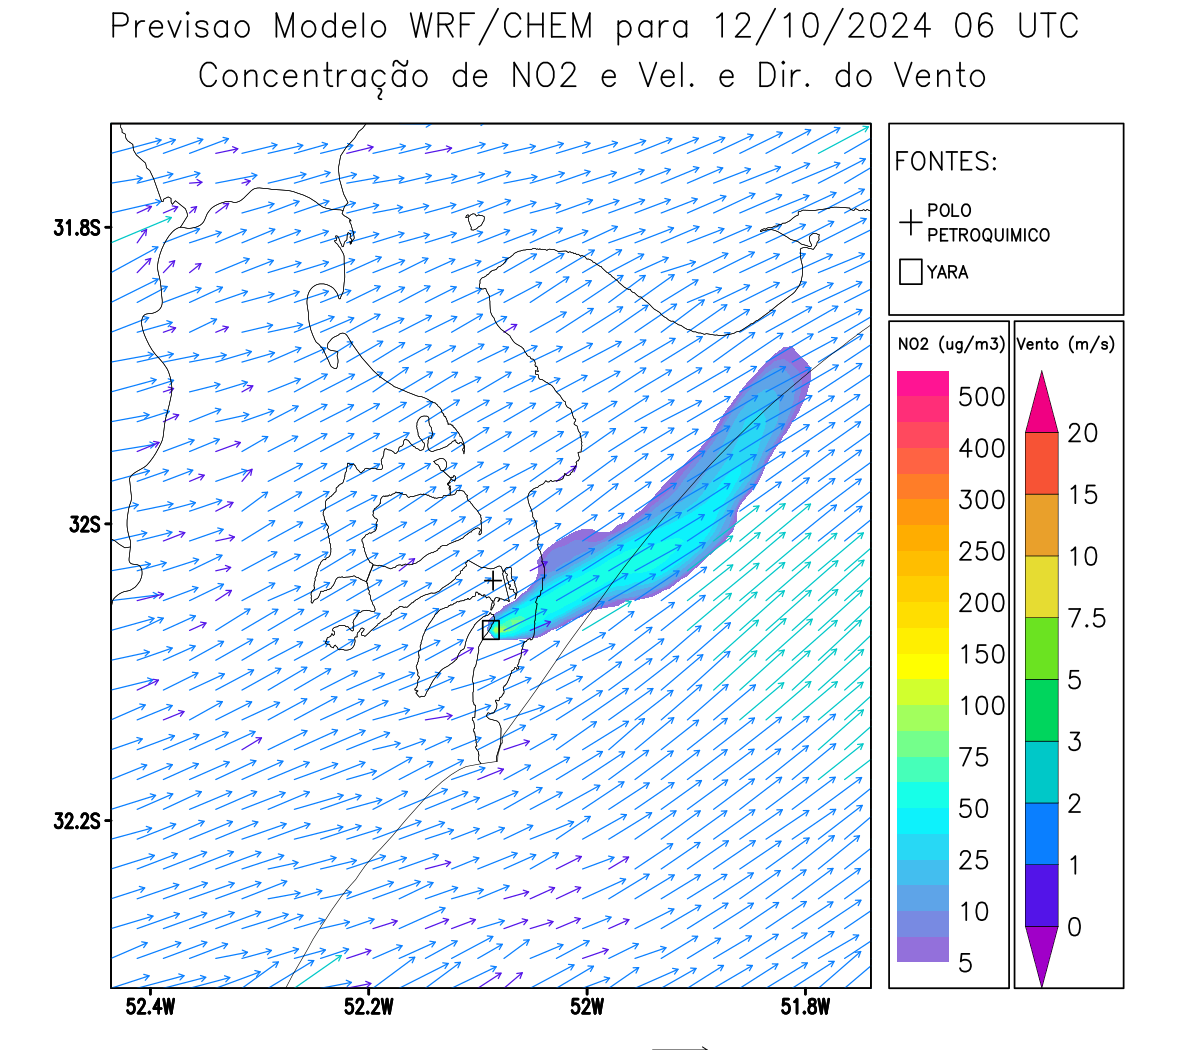 Previsao Modelo WRF/CHEM para 12/10/2024 06 UTC
Concentração de NO2 e Vel. e Dir. do Vento
FONTES:
POLO
PETROQUIMICO
YARA
NO2 (ug/m3)
500
400
300
250
200
150
100
75
50
25
10
5
Vento (m/s)
20
15
10
7.5
5
3
2
1
0
31.8S
32S
32.2S
52.4W
52.2W
52W
51.8W